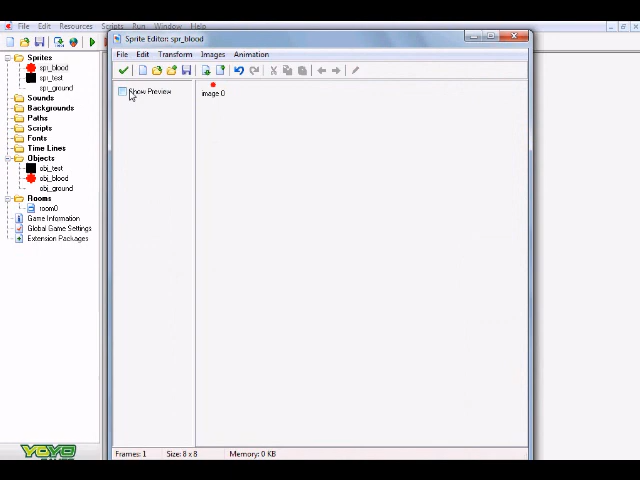 File Edit Resources Scripts Run Window Help
Sprite Editor: spr_blood
File Edit Transform Images Animation
Show Preview
image 0
Sprites
spr_blood
spr_test
spr_ground
Sounds
Backgrounds
Paths
Scripts
Fonts
Time Lines
Objects
obj_test
obj_blood
obj_ground
Rooms
room0
Game Information
Global Game Settings
Extension Packages
YOYO
Frames: 1 Size: 8 x 8 Memory: 0 KB